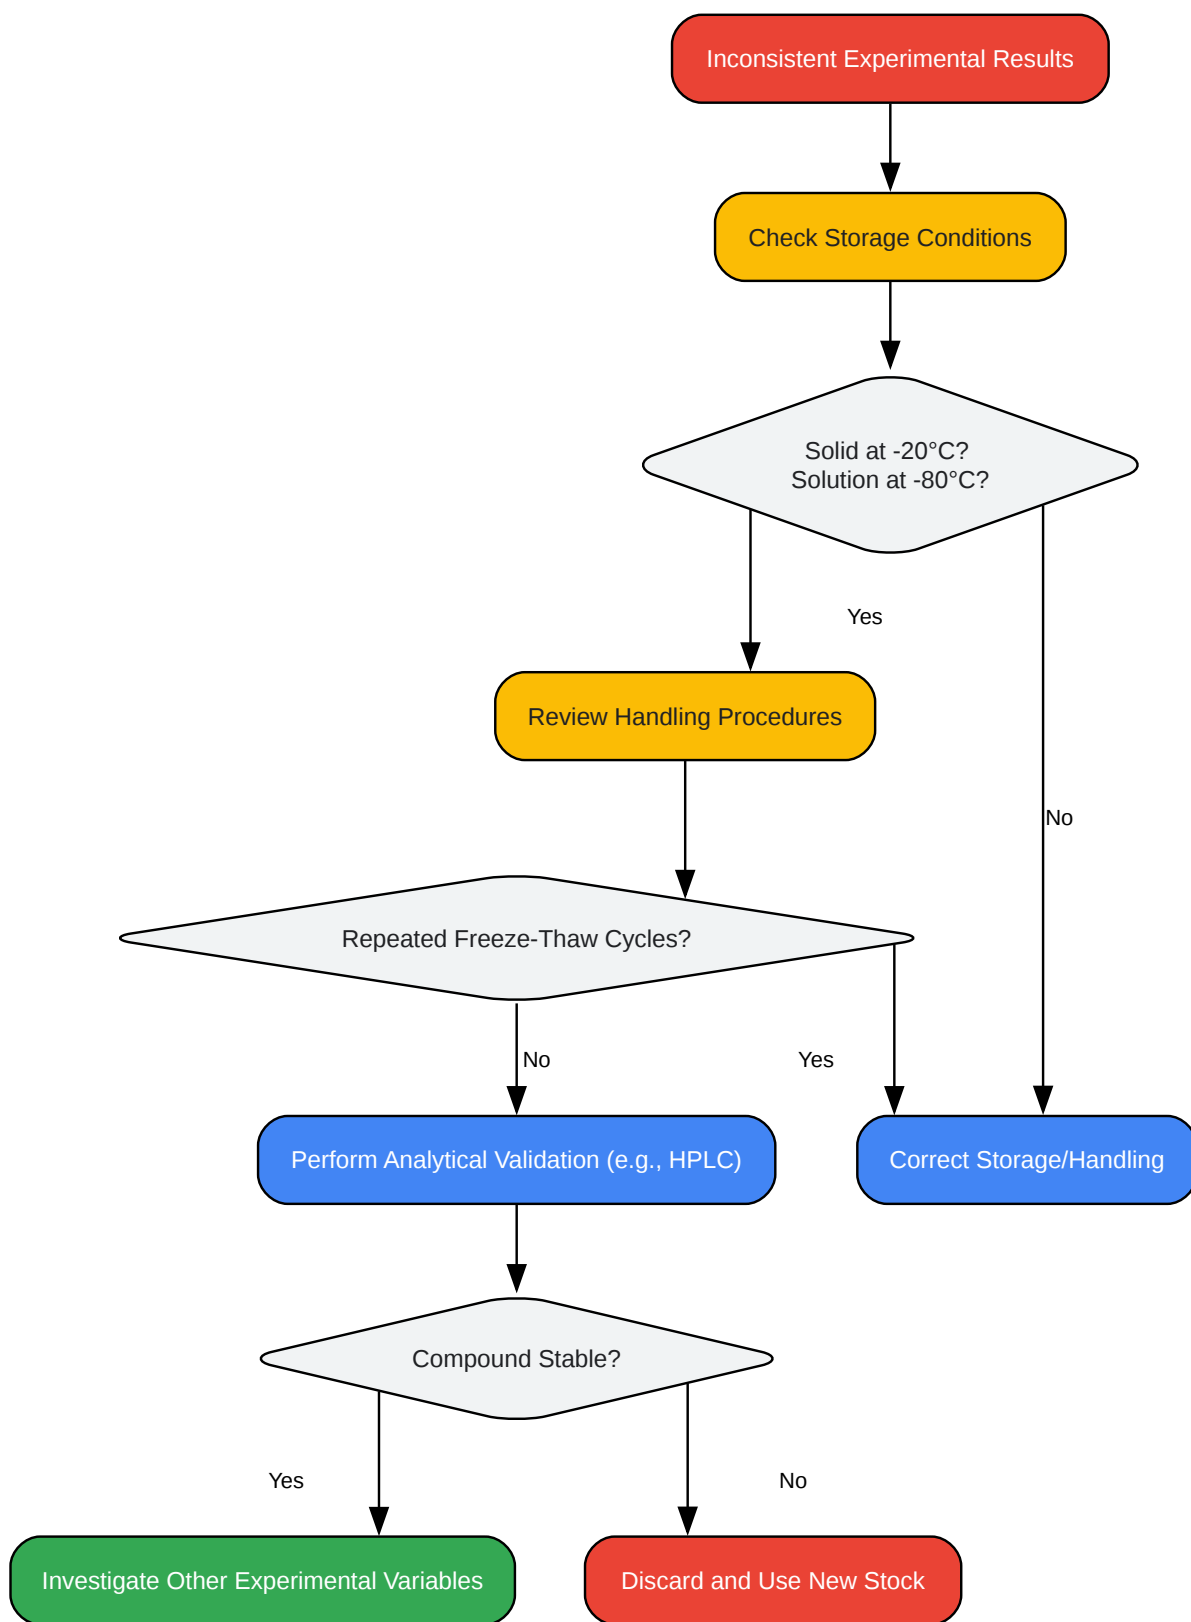 Inconsistent Experimental Results
Check Storage Conditions
Solid at -20°C?
Solution at -80°C?
Yes
Review Handling Procedures
No
Repeated Freeze-Thaw Cycles?
No
Yes
Perform Analytical Validation (e.g., HPLC)
Correct Storage/Handling
Compound Stable?
Yes
No
Investigate Other Experimental Variables
Discard and Use New Stock